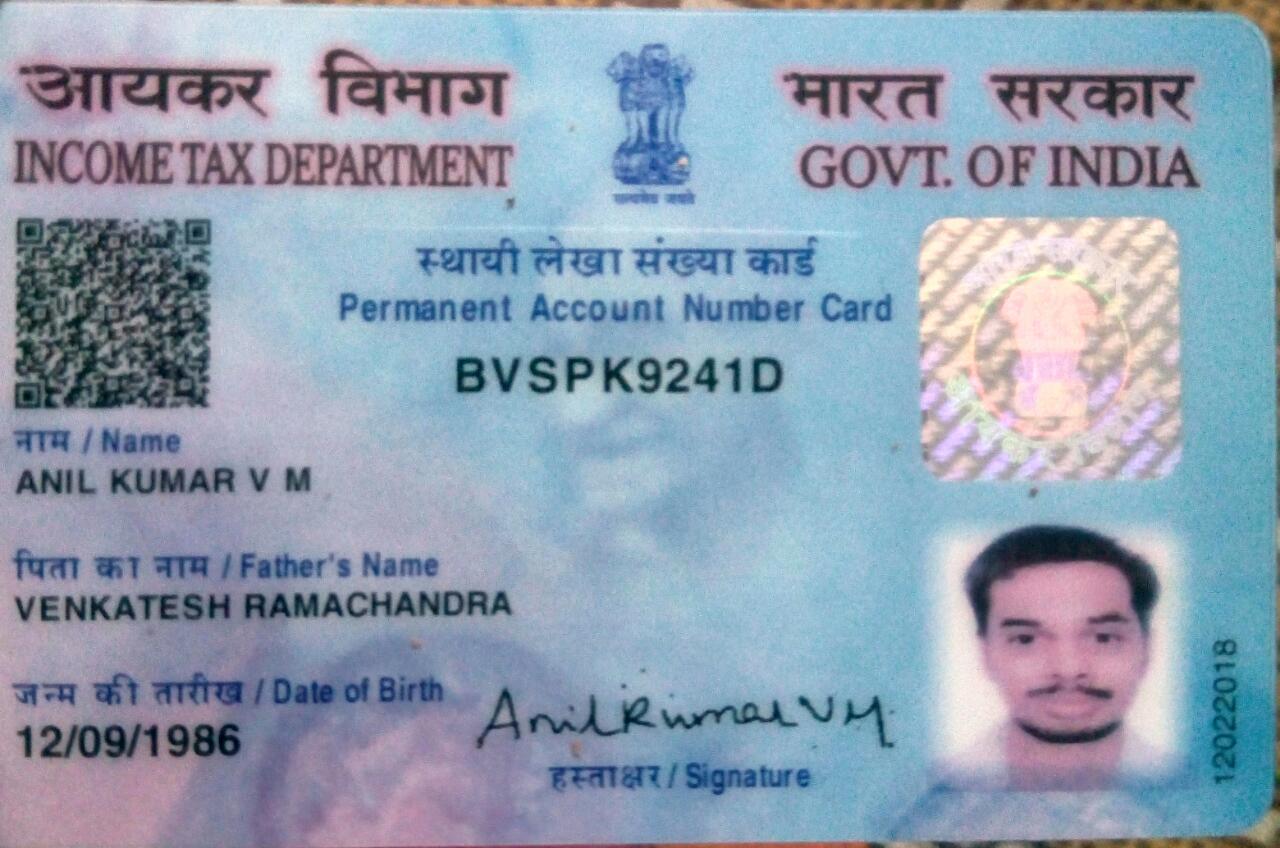 आयकर विभाग
INCOME TAX DEPARTMENT
सत्यमेव जयते
भारत सरकार
GOVT. OF INDIA
स्थायी लेखा संख्या कार्ड
Permanent Account Number Card
BVSPK9241D
नाम / Name
ANIL KUMAR V M
पिता का नाम / Father's Name
VENKATESH RAMACHANDRA
जन्म की तारीख / Date of Birth
12/09/1986
Anil Kumar V M
हस्ताक्षर / Signature
12022018